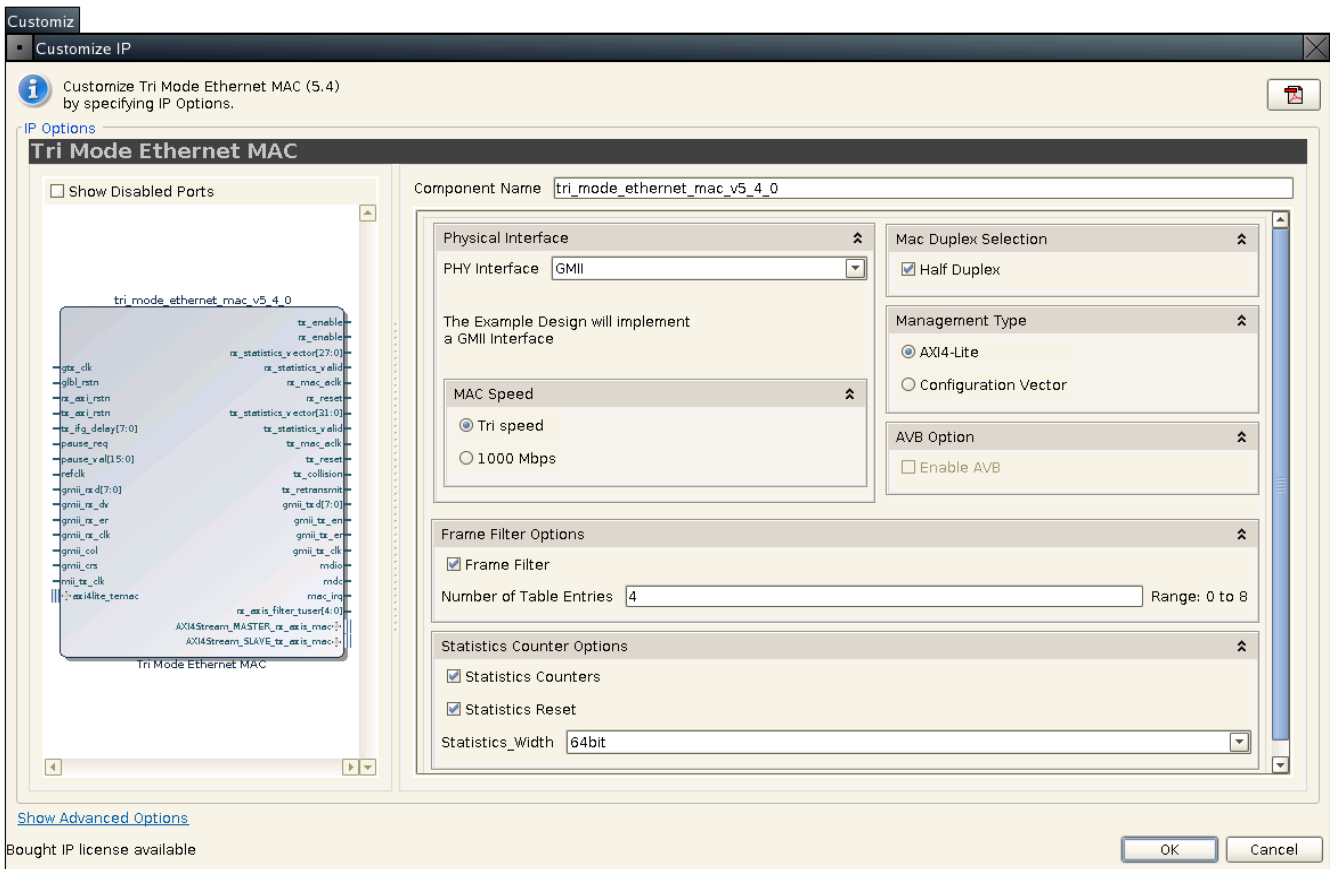 Customiz
Customize IP
Customize Tri Mode Ethernet MAC (5.4)
by specifying IP Options.
IP Options
Tri Mode Ethernet MAC
Show Disabled Ports
tri_mode_ethernet_mac_v5_4_0
tx_enable
rx_enable
rx_statistics_vector[27:0]
gtx_clk
rx_statistics_valid
glbl_rstn
rx_mac_aclk
rx_axi_rstn
rx_reset
tx_axi_rstn
tx_statistics_vector[31:0]
tx_ifg_delay[7:0]
tx_statistics_valid
pause_req
tx_mac_aclk
pause_val[15:0]
tx_reset
refclk
tx_collision
gmii_rxd[7:0]
tx_retransmit
gmii_rx_dv
gmii_txd[7:0]
gmii_rx_er
gmii_tx_en
gmii_rx_clk
gmii_tx_er
gmii_col
gmii_tx_clk
gmii_crs
mdio
mii_tx_clk
mdc
axi4lite_temac
mac_irq
rx_axis_filter_tuser[4:0]
AXI4Stream_MASTER_rx_axis_mac
AXI4Stream_SLAVE_tx_axis_mac
Tri Mode Ethernet MAC
Component Name tri_mode_ethernet_mac_v5_4_0
Physical Interface
PHY Interface GMII
The Example Design will implement
a GMII Interface
MAC Speed
Tri speed
1000 Mbps
Mac Duplex Selection
Half Duplex
Management Type
AXI4-Lite
Configuration Vector
AVB Option
Enable AVB
Frame Filter Options
Frame Filter
Number of Table Entries 4 Range: 0 to 8
Statistics Counter Options
Statistics Counters
Statistics Reset
Statistics_Width 64bit
Show Advanced Options
Bought IP license available
OK
Cancel